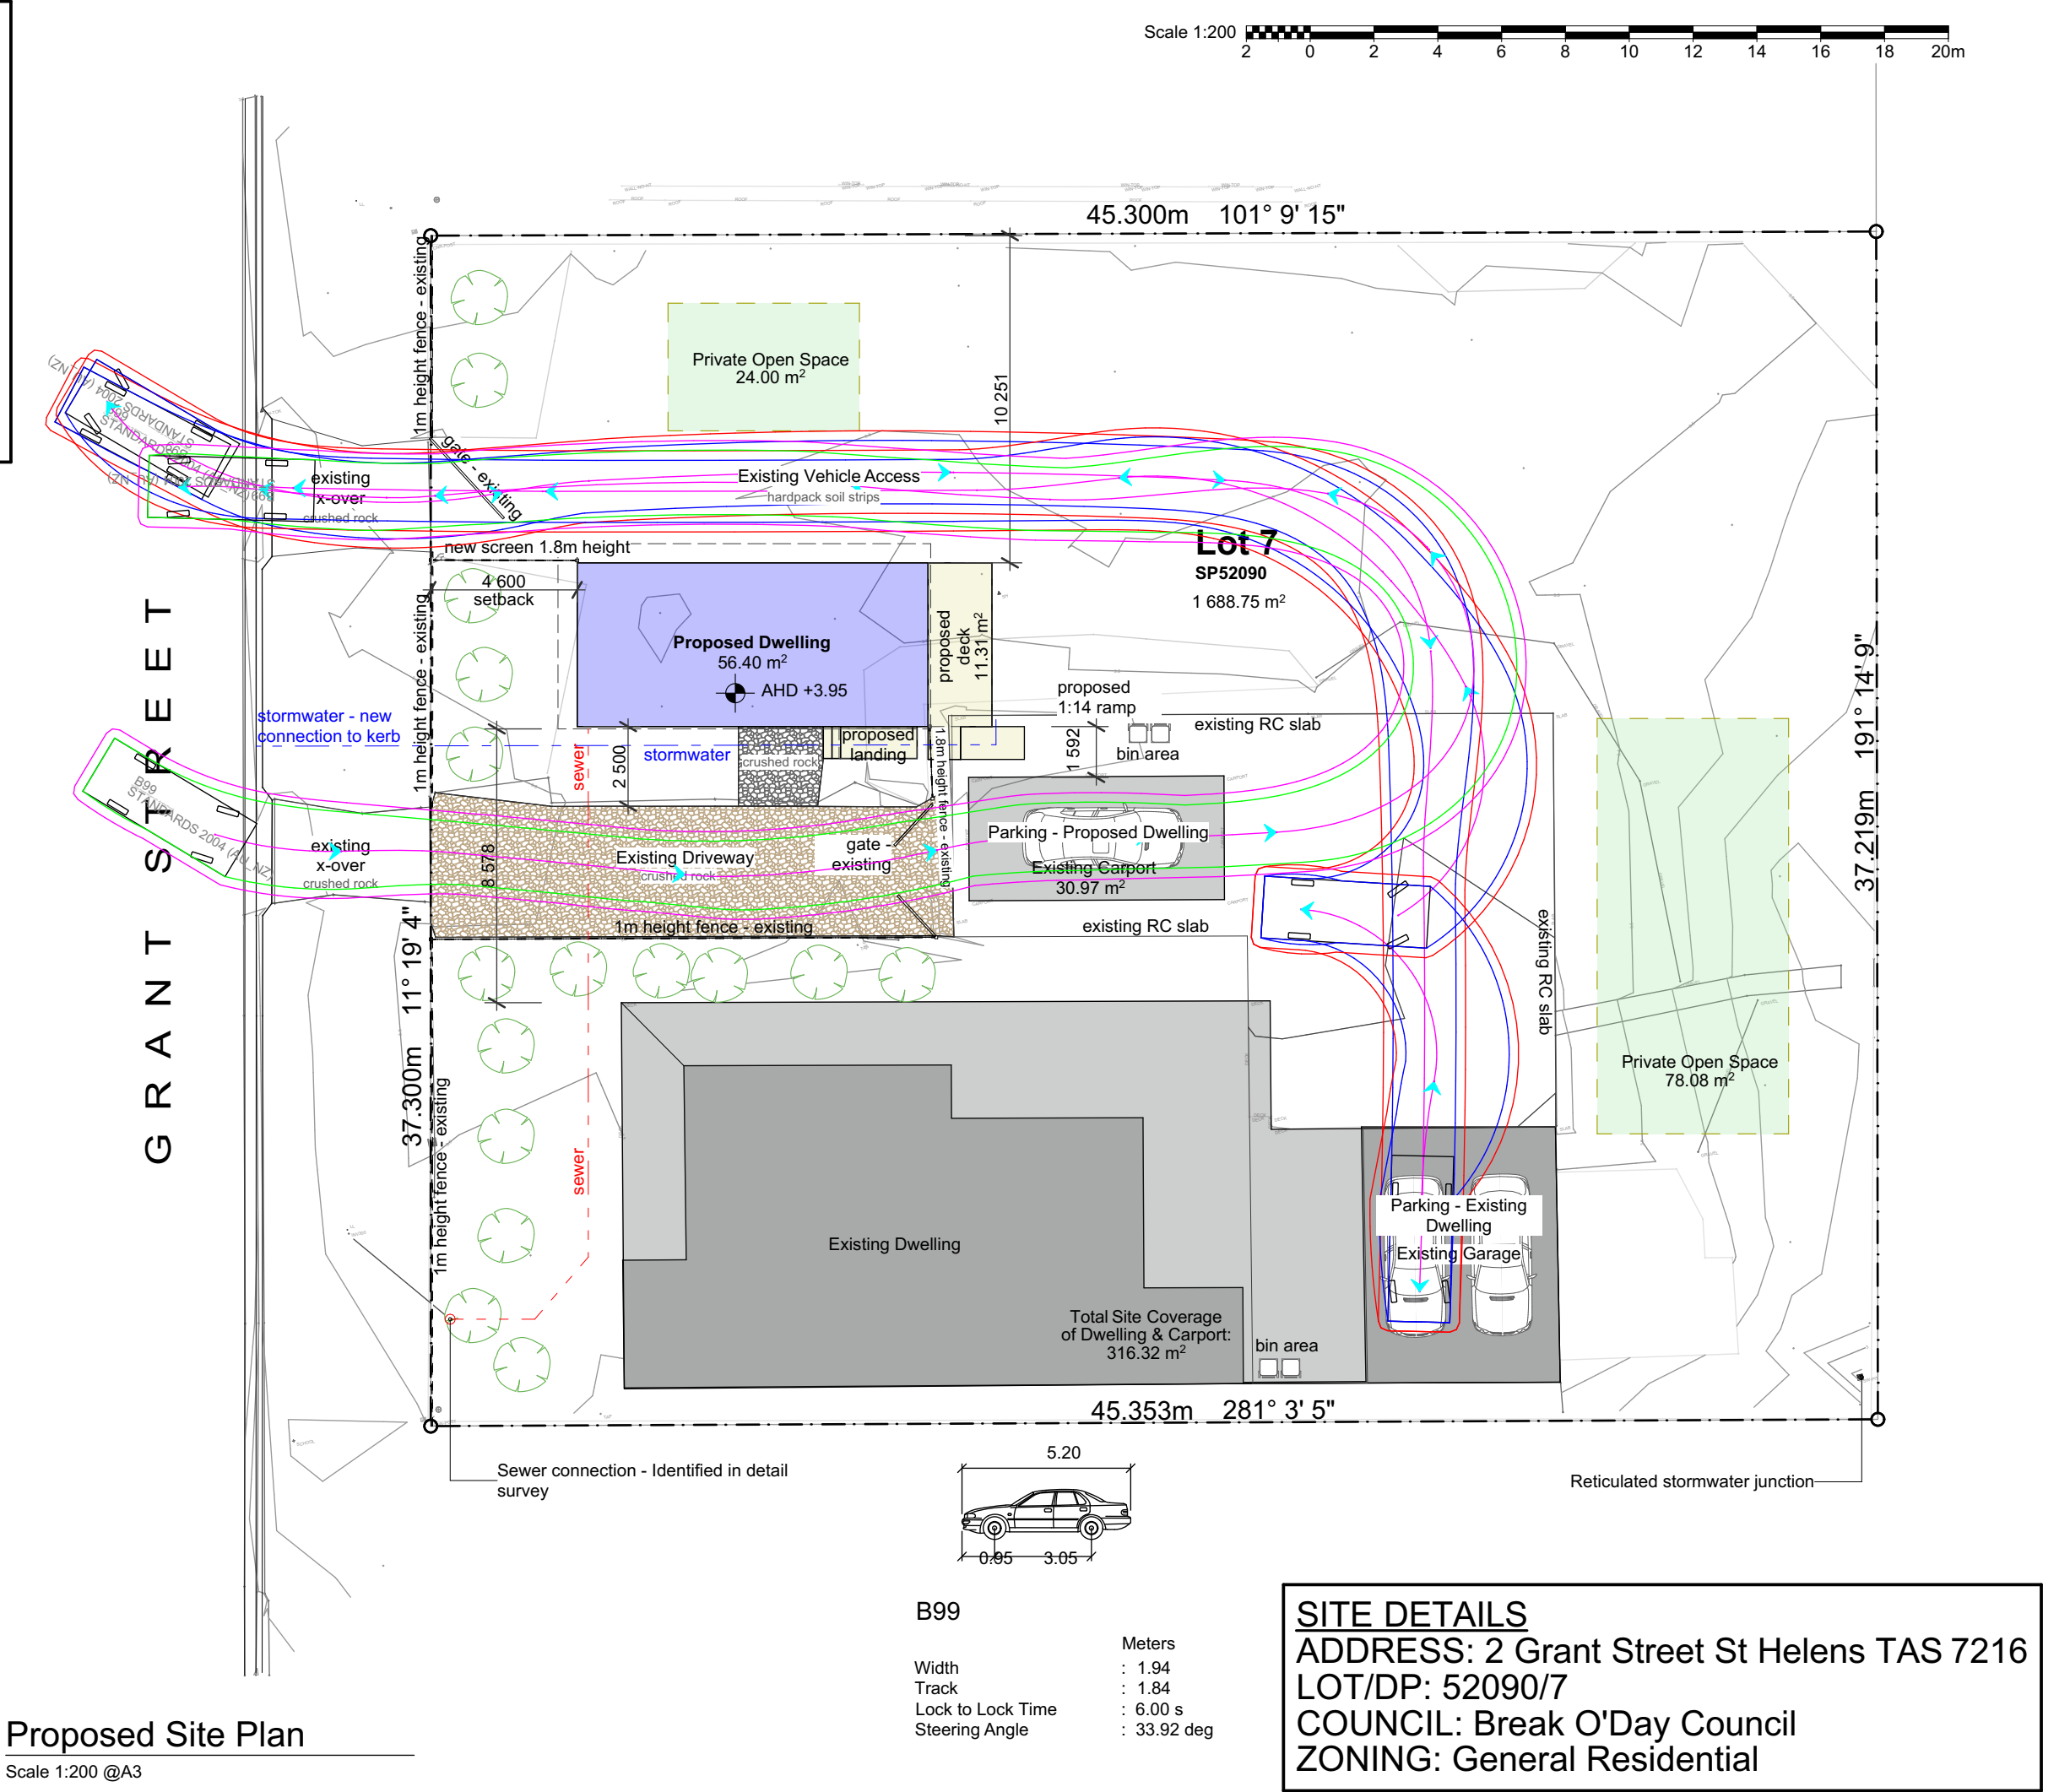 Scale 1:200
2 0 2 4 6 8 10 12 14 16 18 20m
45.300m 101° 9' 15"
1m height fence - existing
Private Open Space
24.00 m²
10 251
gate - existing
existing
x-over
crushed rock
Existing Vehicle Access
hardpack soil strips
new screen 1.8m height
4 600
setback
Lot 7
SP52090
1 688.75 m²
Proposed Dwelling
56.40 m²
AHD +3.95
proposed
deck
11.31 m²
1m height fence - existing
GRANT STREET
191° 14' 9"
37.219m
proposed
1:14 ramp
existing RC slab
bin area
1 592
stormwater - new
connection to kerb
stormwater
sewer
2 500
crushed rock
proposed
landing
1.8m height fence - existing
B99
STANDARDS 2004 (AU_NZ)
existing
x-over
crushed rock
8 578
Existing Driveway
crushed rock
gate -
existing
Parking - Proposed Dwelling
Existing Carport
30.97 m²
1m height fence - existing
existing RC slab
existing RC slab
11° 19' 4"
37.300m
1m height fence - existing
sewer
Private Open Space
78.08 m²
Existing Dwelling
Parking - Existing
Dwelling
Existing Garage
Total Site Coverage
of Dwelling & Carport:
316.32 m²
bin area
45.353m 281° 3' 5"
Sewer connection - Identified in detail
survey
Reticulated stormwater junction
5.20
0.95 3.05
B99
Meters
Width : 1.94
Track : 1.84
Lock to Lock Time : 6.00 s
Steering Angle : 33.92 deg
SITE DETAILS
ADDRESS: 2 Grant Street St Helens TAS 7216
LOT/DP: 52090/7
COUNCIL: Break O'Day Council
ZONING: General Residential
Proposed Site Plan
Scale 1:200 @A3